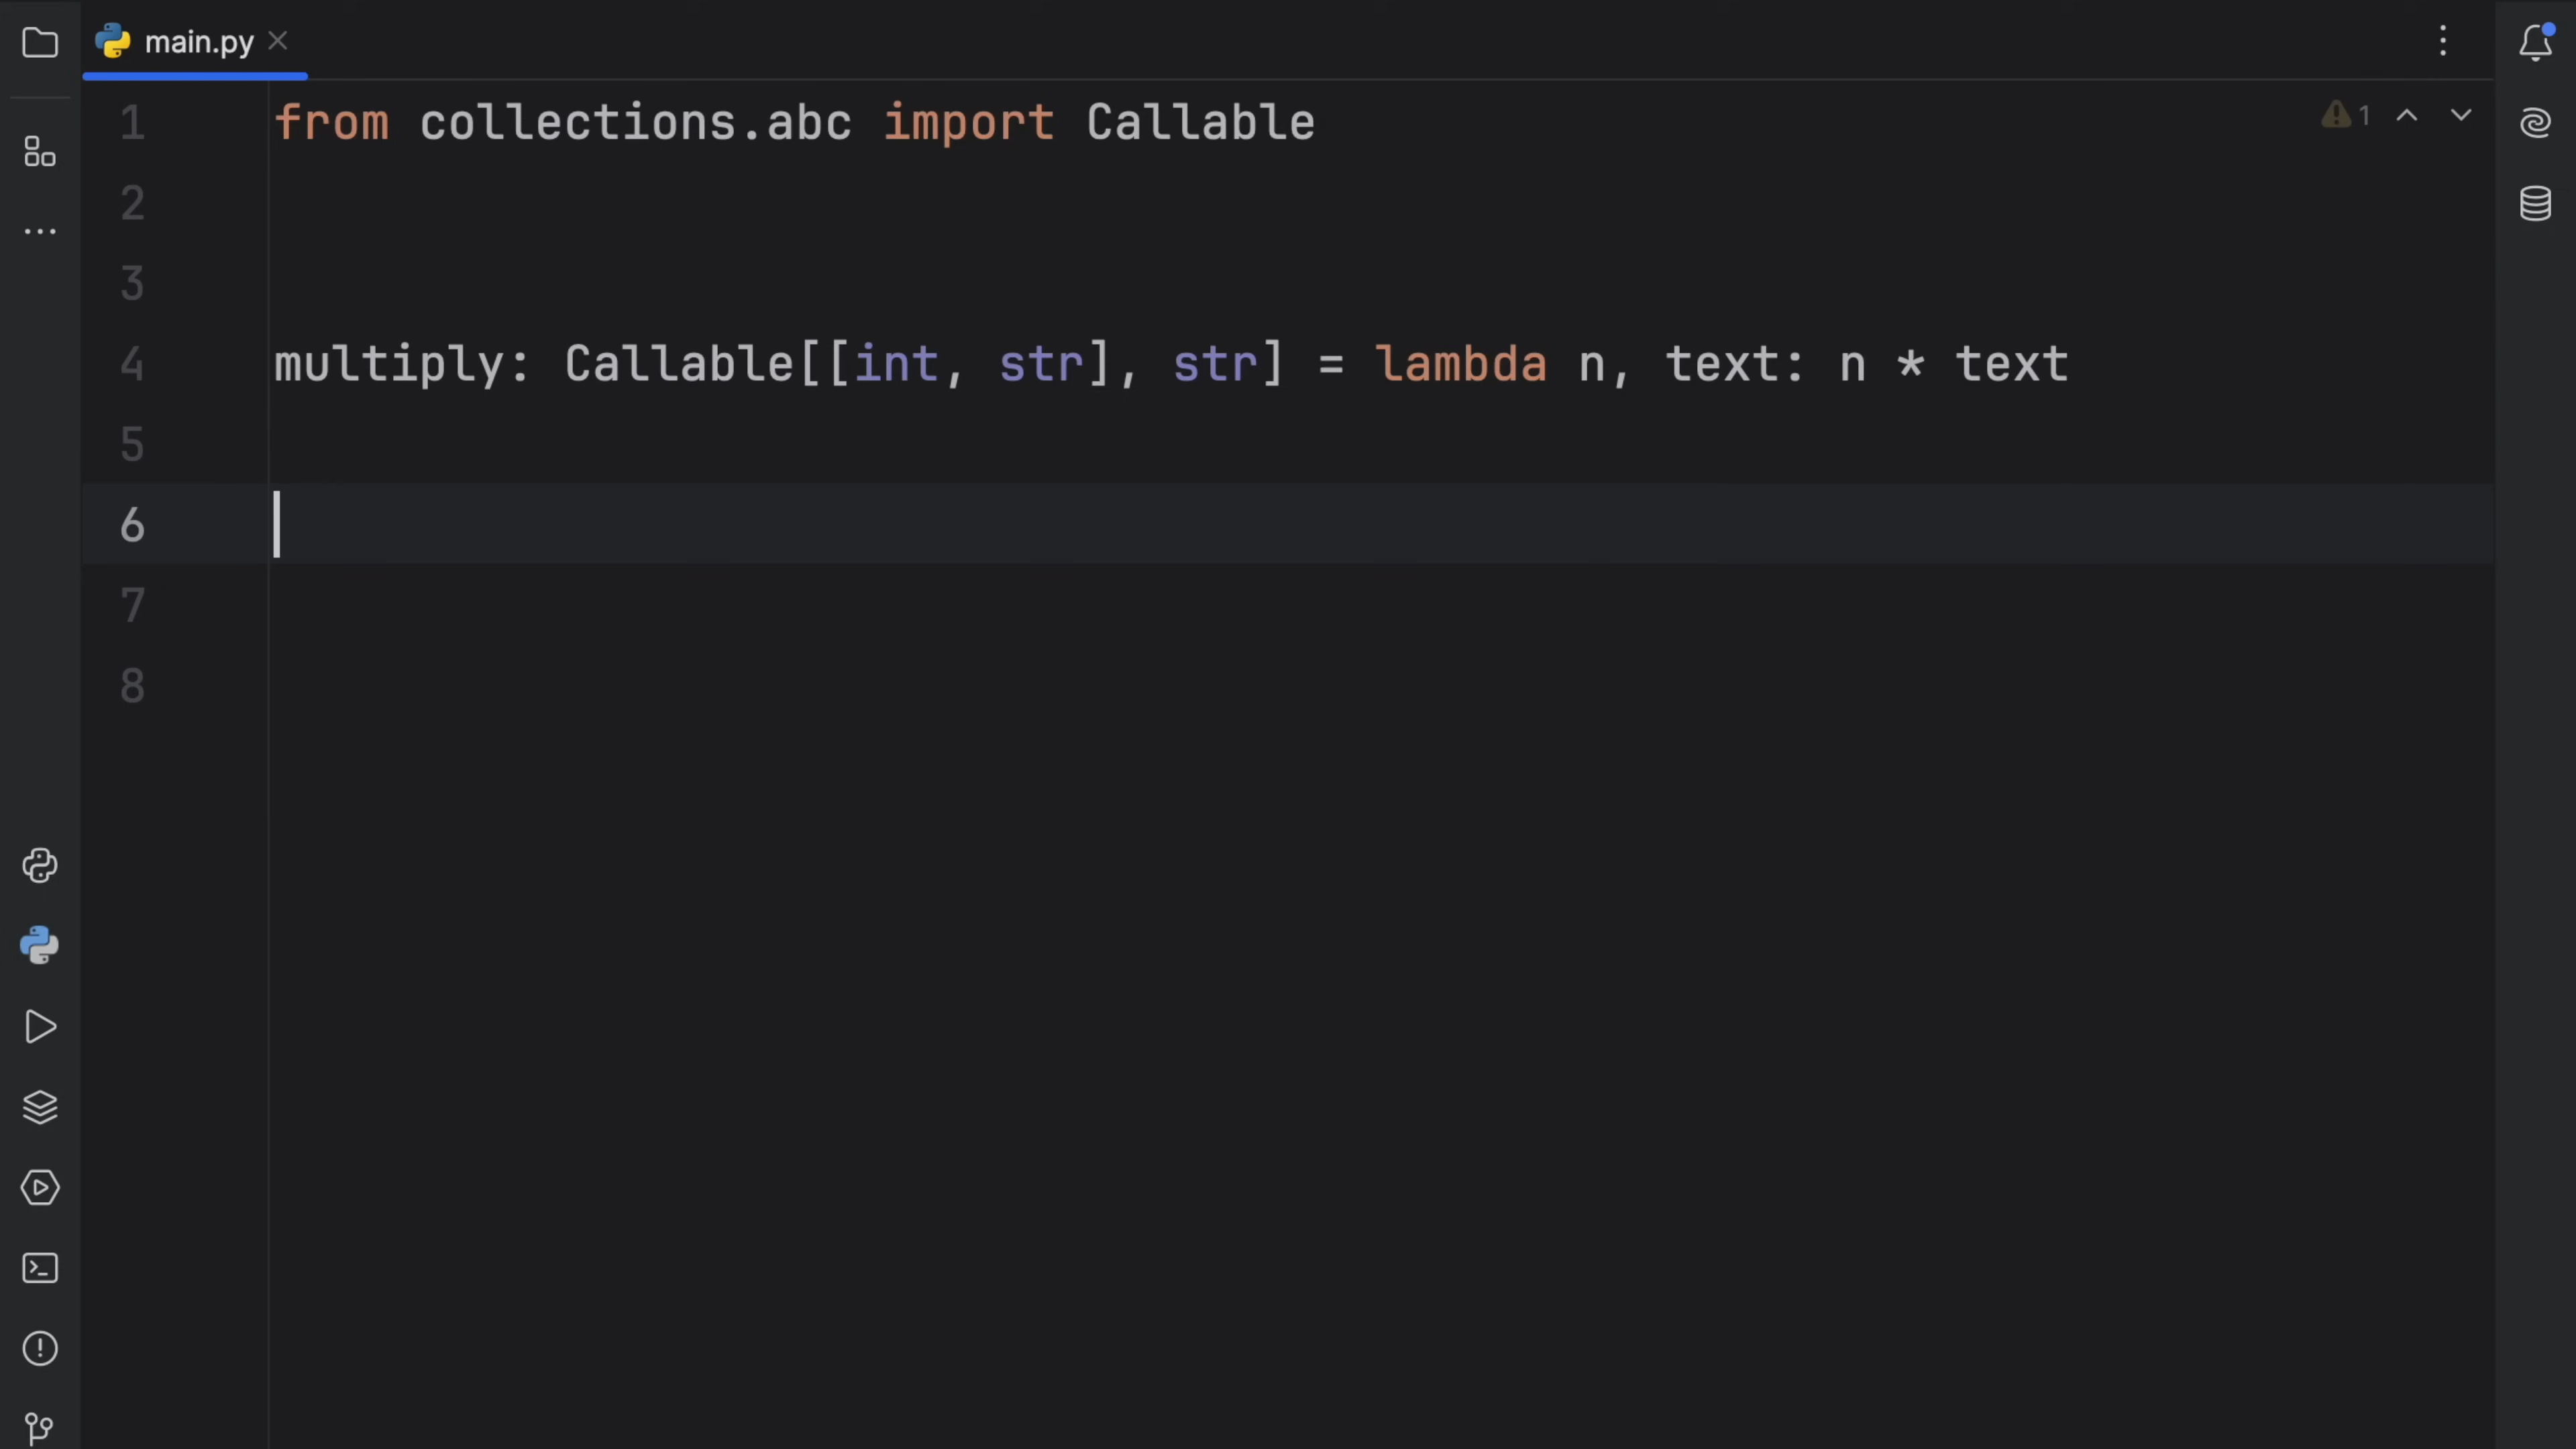 main.py
1 from collections.abc import Callable
1
2
3
4 multiply: Callable[[int, str], str] = lambda n, text: n * text
5
6
7
8